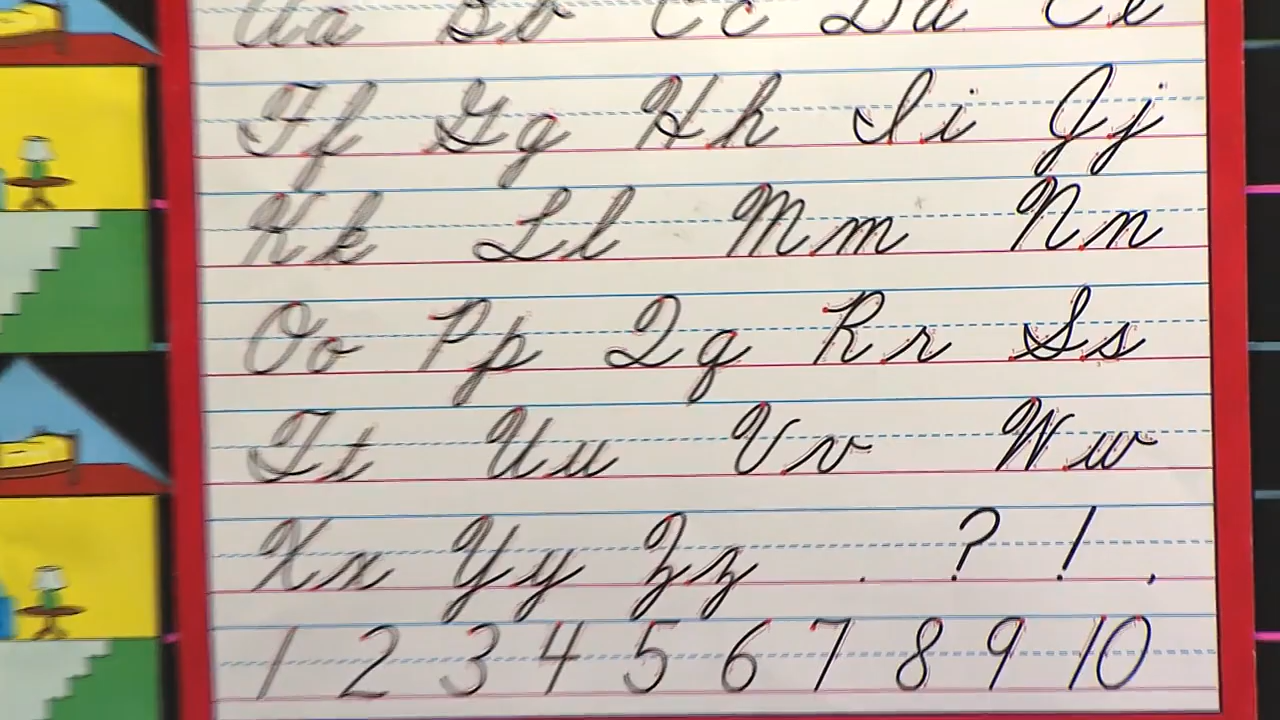 Aa Bb Cc Dd Ee
Ff Gg Hh Ii Jj
Kk Ll Mm Nn
Oo Pp Qq Rr Ss
Tt Uu Vv Ww
Xx Yy Zz . ? ! ,
1 2 3 4 5 6 7 8 9 10